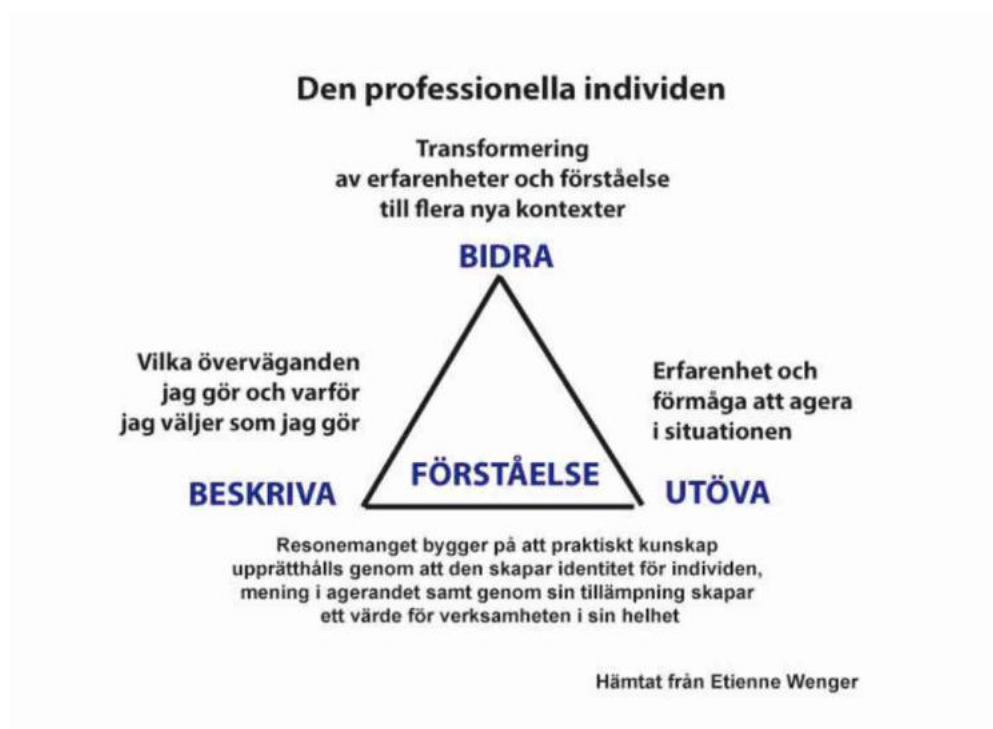 Den professionella individen
Transformering
av erfarenheter och förståelse
till flera nya kontexter
BIDRA
Vilka överväganden
jag gör och varför
jag väljer som jag gör
Erfarenhet och
förmåga att agera
i situationen
BESKRIVA
FÖRSTÅELSE
UTÖVA
Resonemanget bygger på att praktiskt kunskap
upprätthålls genom att den skapar identitet för individen,
mening i agerandet samt genom sin tillämpning skapar
ett värde för verksamheten i sin helhet
Hämtat från Etienne Wenger